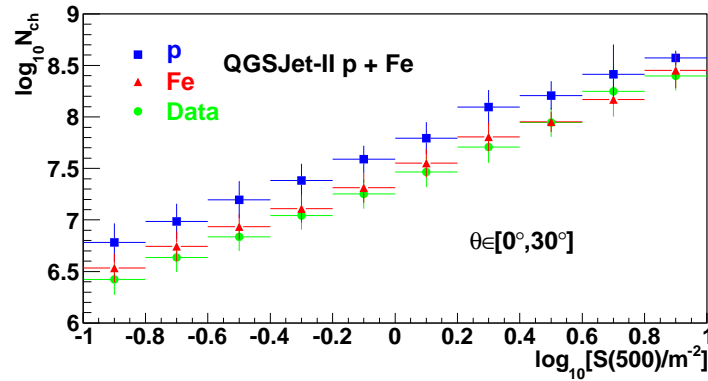 log₁₀N_ch
9
8.5
8
7.5
7
6.5
6
p
Fe
Data
QGSJet-II p + Fe
θ∈[0°,30°]
-1 -0.8 -0.6 -0.4 -0.2 0 0.2 0.4 0.6 0.8 1
log₁₀[S(500)/m⁻²]